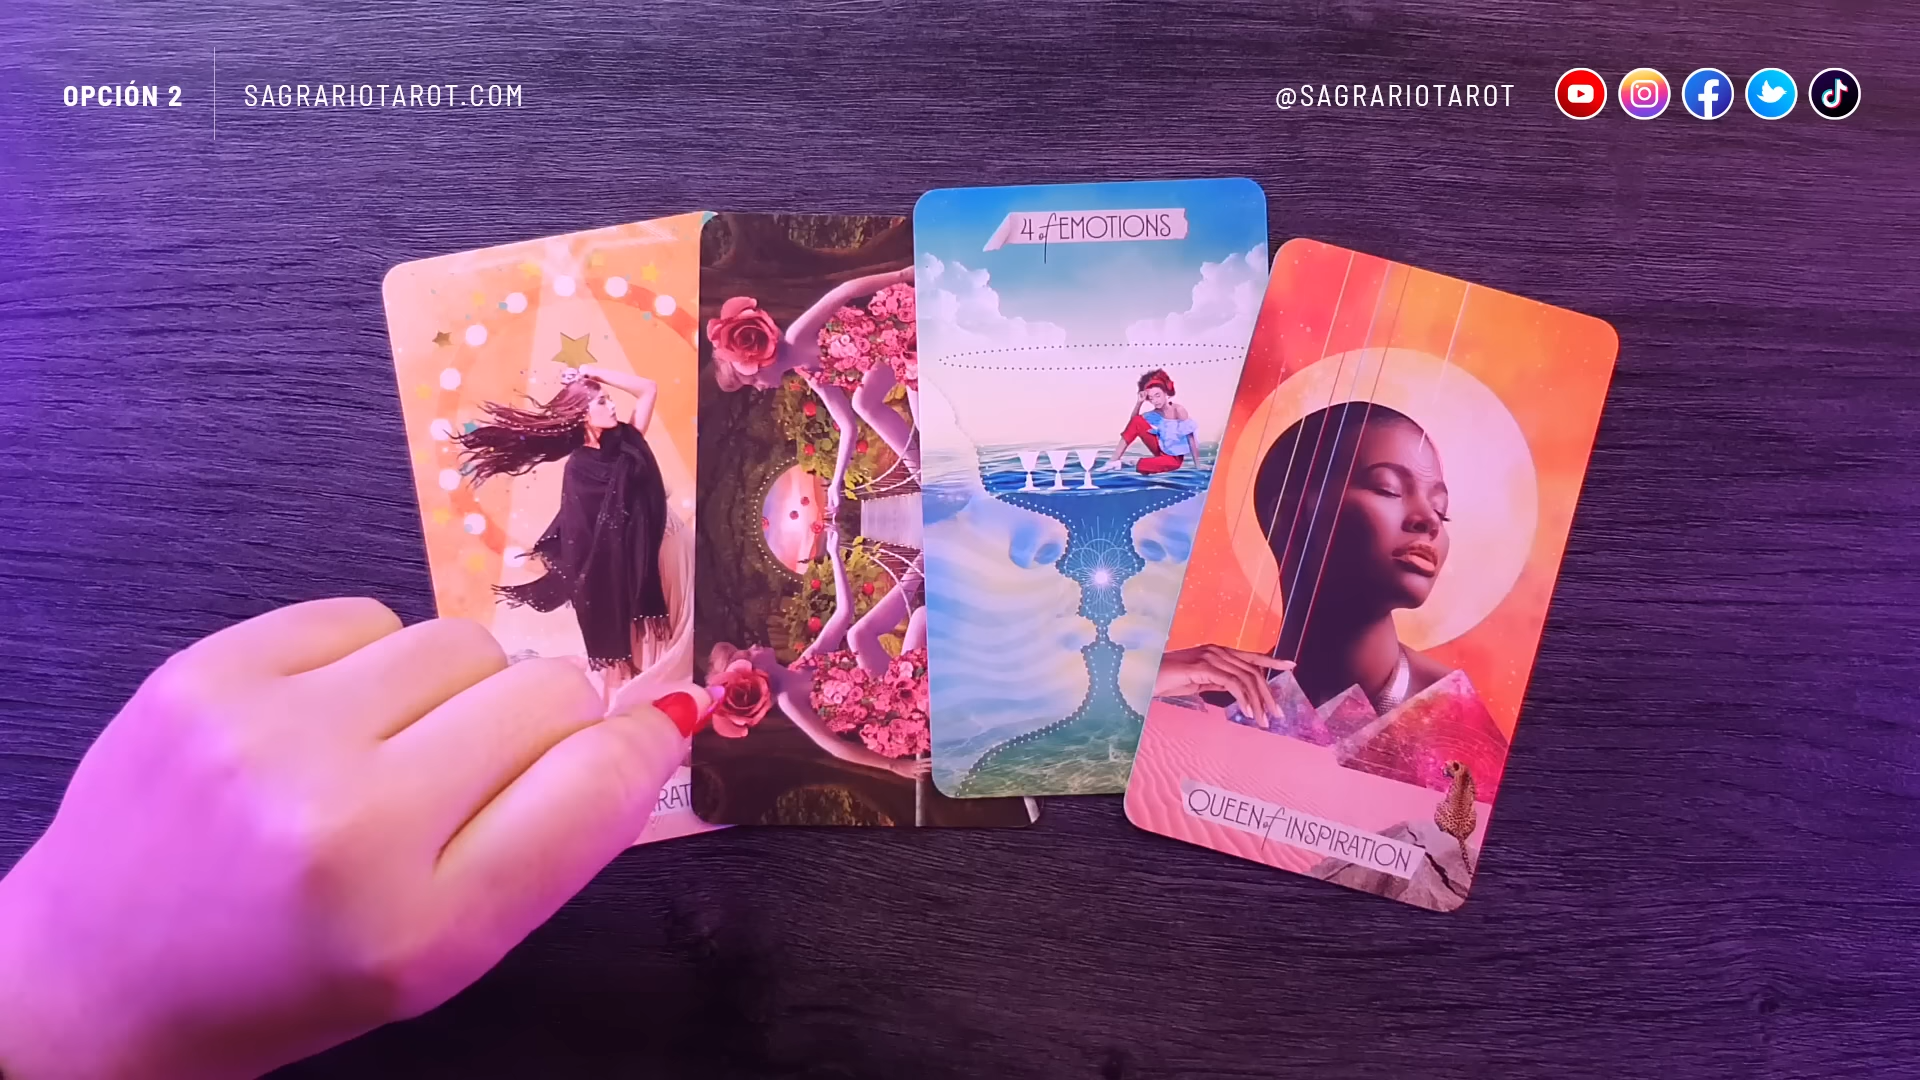 OPCIÓN 2
SAGRARIOTAROT.COM
@SAGRARIOTAROT
4 of EMOTIONS
QUEEN of INSPIRATION